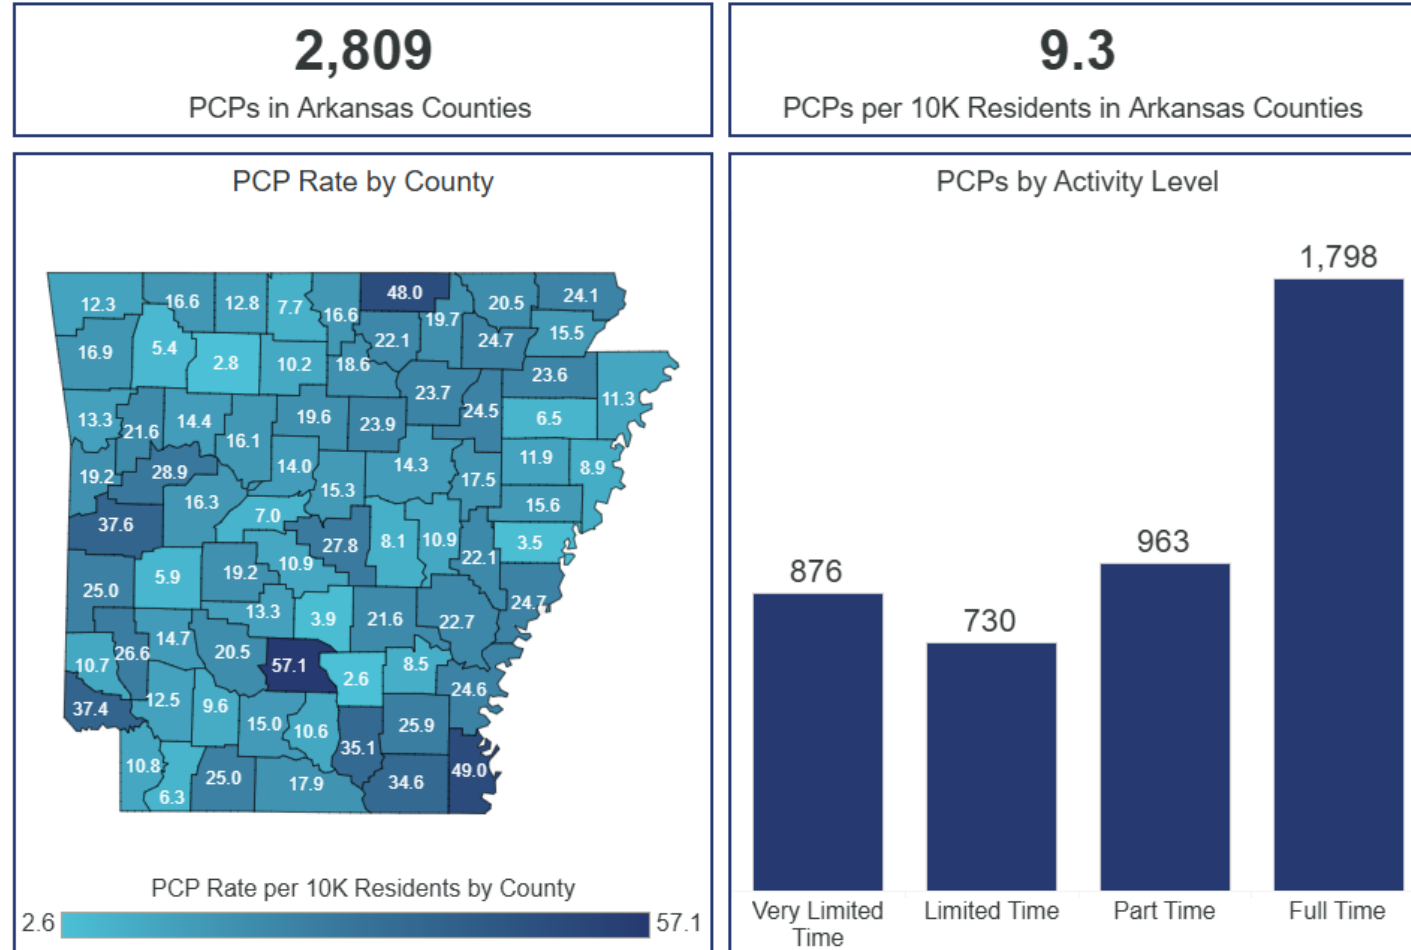 2,809
PCPs in Arkansas Counties
9.3
PCPs per 10K Residents in Arkansas Counties
PCP Rate by County
12.3 16.6 12.8 7.7 16.6 48.0 19.7 20.5 24.1
16.9 5.4 2.8 10.2 18.6 22.1 24.7 15.5
13.3 21.6 14.4 16.1 19.6 23.9 23.7 24.5 23.6 11.3
6.5
19.2 28.9 16.3 14.0 15.3 14.3 17.5 11.9 8.9
37.6 7.0 27.8 8.1 10.9 22.1 15.6
3.5
25.0 5.9 19.2 10.9 24.7
13.3 3.9 21.6 22.7
10.7 26.6 14.7 20.5 57.1 2.6 8.5 24.6
37.4 12.5 9.6 15.0 10.6 35.1 25.9
10.8 6.3 25.0 17.9 34.6 49.0
PCP Rate per 10K Residents by County
2.6 57.1
PCPs by Activity Level
1,798
963
876
730
Very Limited Time Limited Time Part Time Full Time